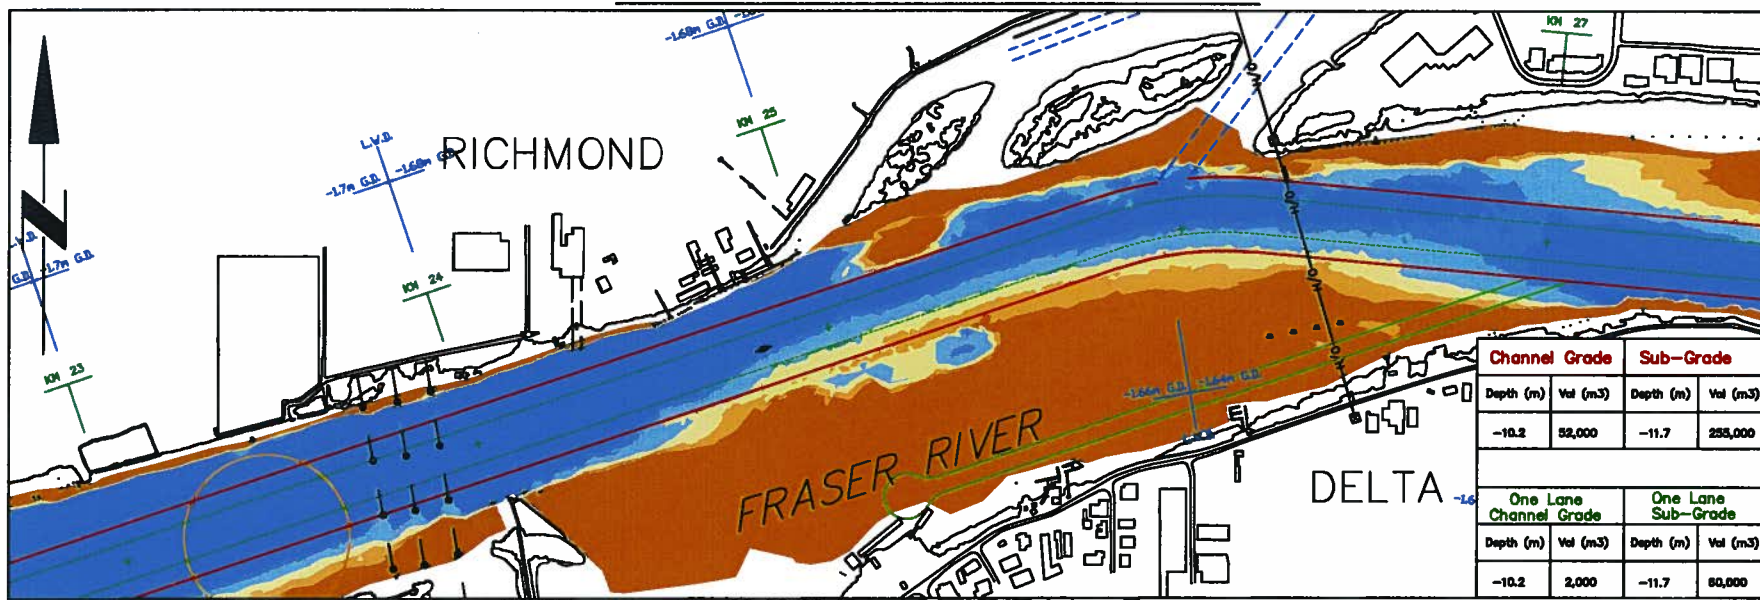 -1.68m G.D.
KM 25
KM 27
L.W.D.
-1.7m G.D. -1.68m G.D.
RICHMOND
N
G.D. -1.7m G.D.
KM 24
KM 23
O/H
O/H
O/H
O/H
-1.66m G.D. -1.64m G.D.
FRASER RIVER
DELTA
-1.6
Channel Grade Sub-Grade
Depth (m) Vol (m3) Depth (m) Vol (m3)
-10.2 52,000 -11.7 255,000
One Lane Channel Grade One Lane Sub-Grade
Depth (m) Vol (m3) Depth (m) Vol (m3)
-10.2 2,000 -11.7 60,000